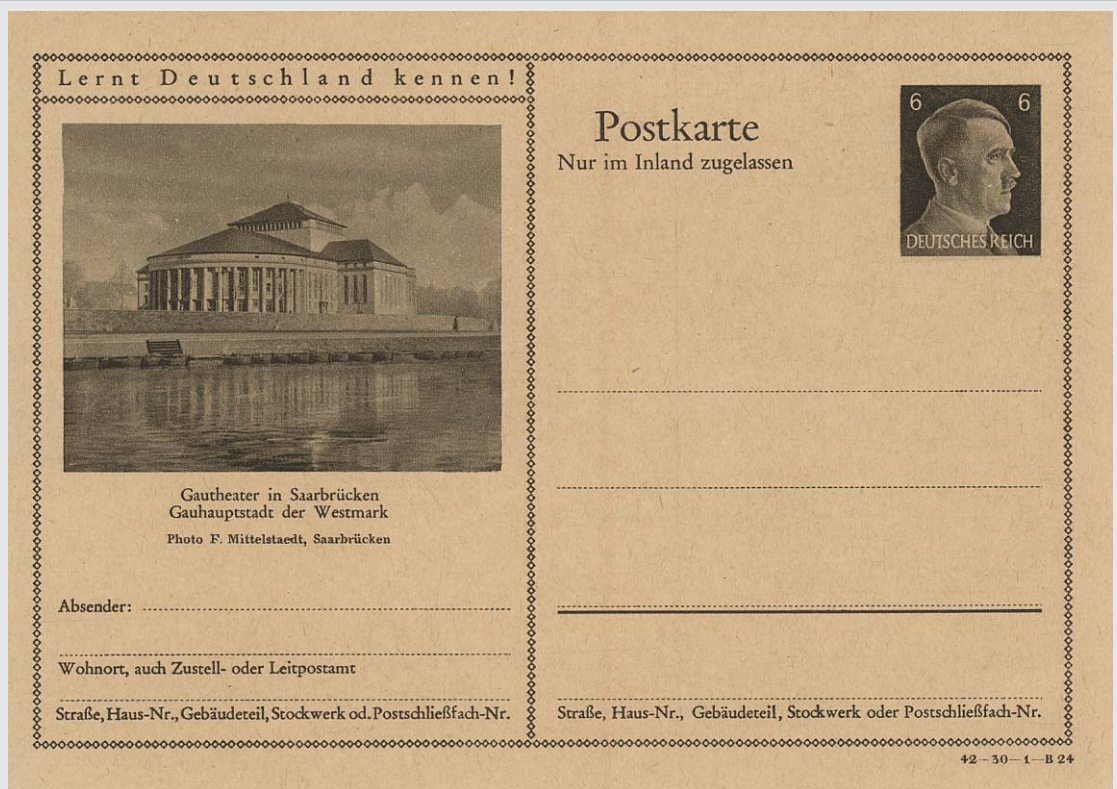 Lernt Deutschland kennen!
Gautheater in Saarbrücken
Gauhauptstadt der Westmark
Photo F. Mittelstaedt, Saarbrücken
Absender:
Wohnort, auch Zustell- oder Leitpostamt
Straße, Haus-Nr., Gebäudeteil, Stockwerk od. Postschließfach-Nr.
Postkarte
Nur im Inland zugelassen
6 6
DEUTSCHES REICH
Straße, Haus-Nr., Gebäudeteil, Stockwerk oder Postschließfach-Nr.
42–30–1–B 24